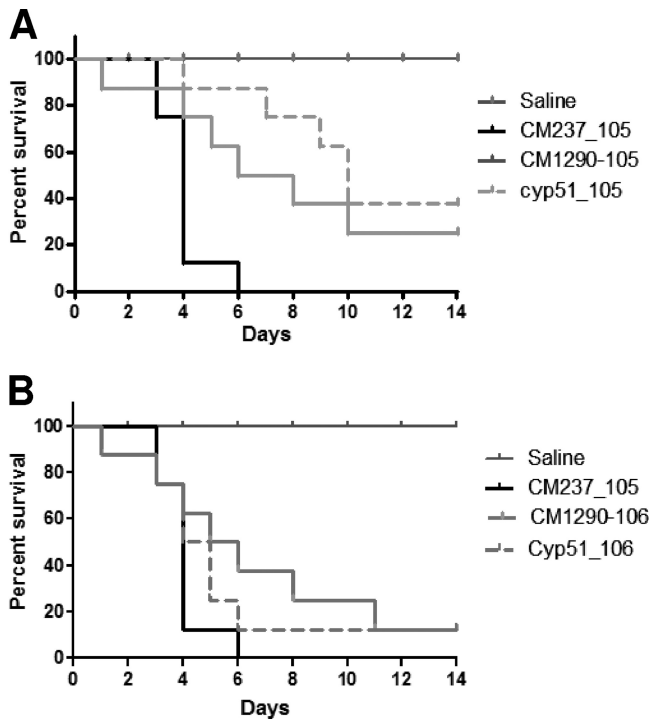 A
100
80
60
40
20
0
Percent survival
0 2 4 6 8 10 12 14
Days
Saline
CM237_105
CM1290-105
cyp51_105
B
100
80
60
40
20
0
Percent survival
0 2 4 6 8 10 12 14
Days
Saline
CM237_105
CM1290-106
Cyp51_106